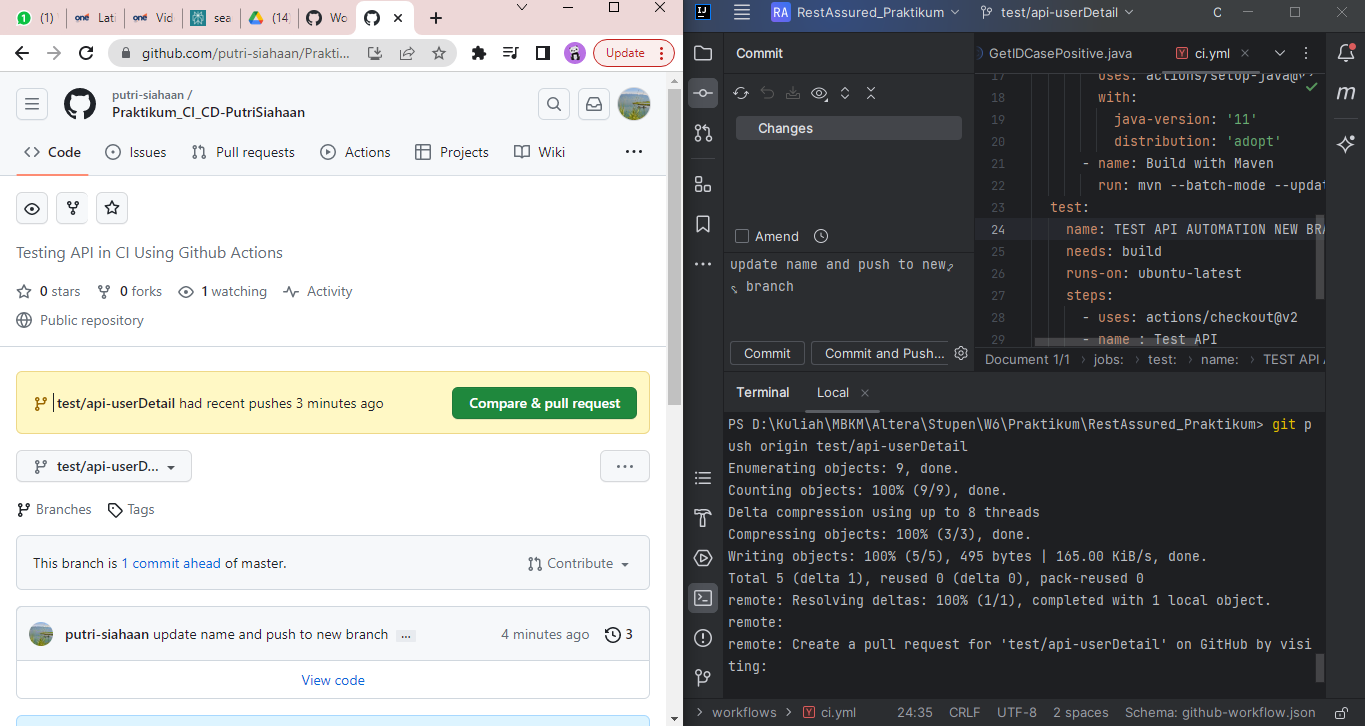 (1)
Lati
Vid
sea
(14)
Wo
github.com/putri-siahaan/Prakti...
Update
putri-siahaan /
Praktikum_CI_CD-PutriSiahaan
Code
Issues
Pull requests
Actions
Projects
Wiki
Testing API in CI Using Github Actions
0 stars
0 forks
1 watching
Activity
Public repository
test/api-userDetail had recent pushes 3 minutes ago
Compare & pull request
test/api-userD...
Branches
Tags
This branch is 1 commit ahead of master.
Contribute
putri-siahaan update name and push to new branch
4 minutes ago
3
View code
RA
RestAssured_Praktikum
test/api-userDetail
C
Commit
Changes
Amend
update name and push to new
branch
Commit
Commit and Push...
GetIDCasePositive.java
ci.yml
17 uses: actions/setup-java@v2
18 with:
19 java-version: '11'
20 distribution: 'adopt'
21 - name: Build with Maven
22 run: mvn --batch-mode --updat
23 test:
24 name: TEST API AUTOMATION NEW BRA
25 needs: build
26 runs-on: ubuntu-latest
27 steps:
28 - uses: actions/checkout@v2
29 - name : Test API
Document 1/1 > jobs: > test: > name: > TEST API
Terminal
Local
PS D:\Kuliah\MBKM\Altera\Stupen\W6\Praktikum\RestAssured_Praktikum> git p
ush origin test/api-userDetail
Enumerating objects: 9, done.
Counting objects: 100% (9/9), done.
Delta compression using up to 8 threads
Compressing objects: 100% (3/3), done.
Writing objects: 100% (5/5), 495 bytes | 165.00 KiB/s, done.
Total 5 (delta 1), reused 0 (delta 0), pack-reused 0
remote: Resolving deltas: 100% (1/1), completed with 1 local object.
remote:
remote: Create a pull request for 'test/api-userDetail' on GitHub by visi
ting:
> workflows > ci.yml
24:35
CRLF
UTF-8
2 spaces
Schema: github-workflow.json